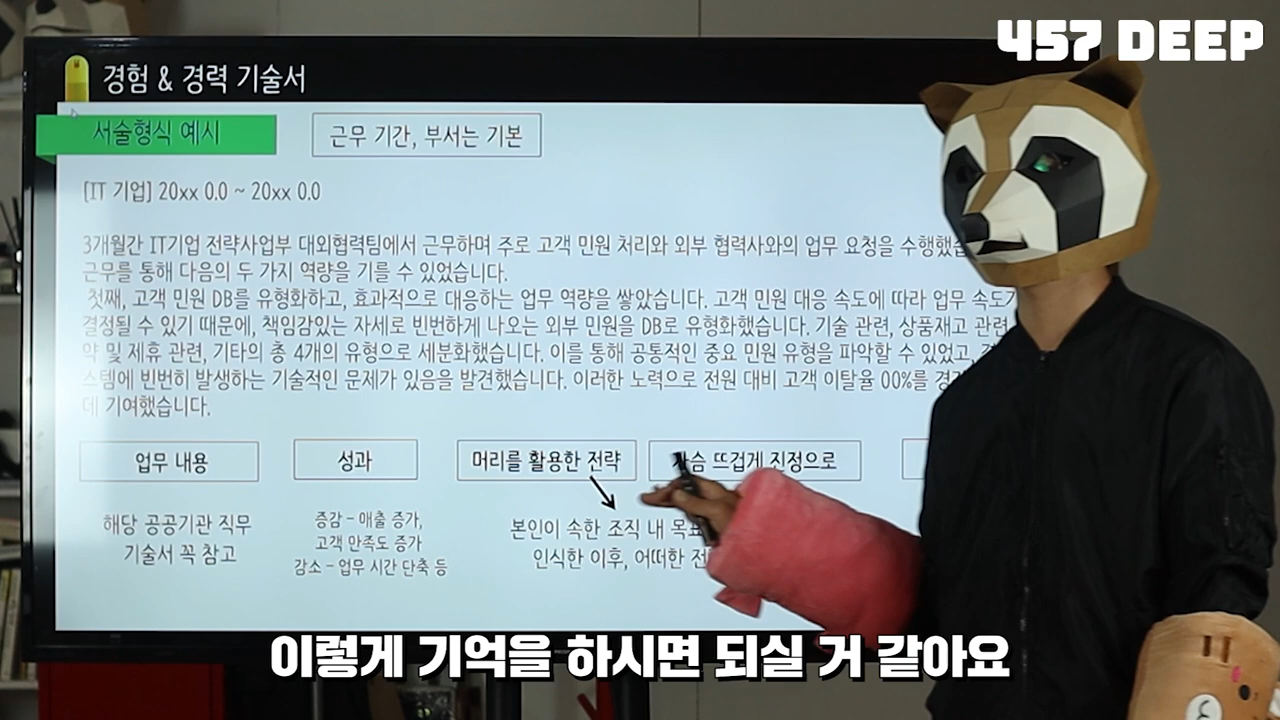 457 DEEP
경험 & 경력 기술서
서술형식 예시
근무 기간, 부서는 기본
[IT 기업] 20xx 0.0 ~ 20xx 0.0
3개월간 IT기업 전략사업부 대외협력팀에서 근무하며 주로 고객 민원 처리와 외부 협력사와의 업무 요청을
근무를 통해 다음의 두 가지 역량을 기를 수 있었습니다.
첫째, 고객 민원 DB를 유형화하고, 효과적으로 대응하는 업무 역량을 쌓았습니다. 고객 민원 대응 속도에 따라 업무
결정될 수 있기 때문에, 책임감있는 자세로 빈번하게 나오는 외부 민원을 DB로 유형화했습니다. 기술 관련, 상품재고 관련
약 및 제휴 관련, 기타의 총 4개의 유형으로 세분화했습니다. 이를 통해 공통적인 중요 민원 유형을 파악할 수 있었고,
스템에 빈번히 발생하는 기술적인 문제가 있음을 발견했습니다. 이러한 노력으로 전원 대비 고객 이탈율 00%를
데 기여했습니다.
업무 내용
성과
머리를 활용한 전략
뜨겁게 진정으로
해당 공공기관 직무
기술서 꼭 참고
증감 – 매출 증가,
고객 만족도 증가
감소 – 업무 시간 단축 등
본인이 속한 조직 내
인식한 이후, 어떠한
이렇게 기억을 하시면 되실 거 같아요